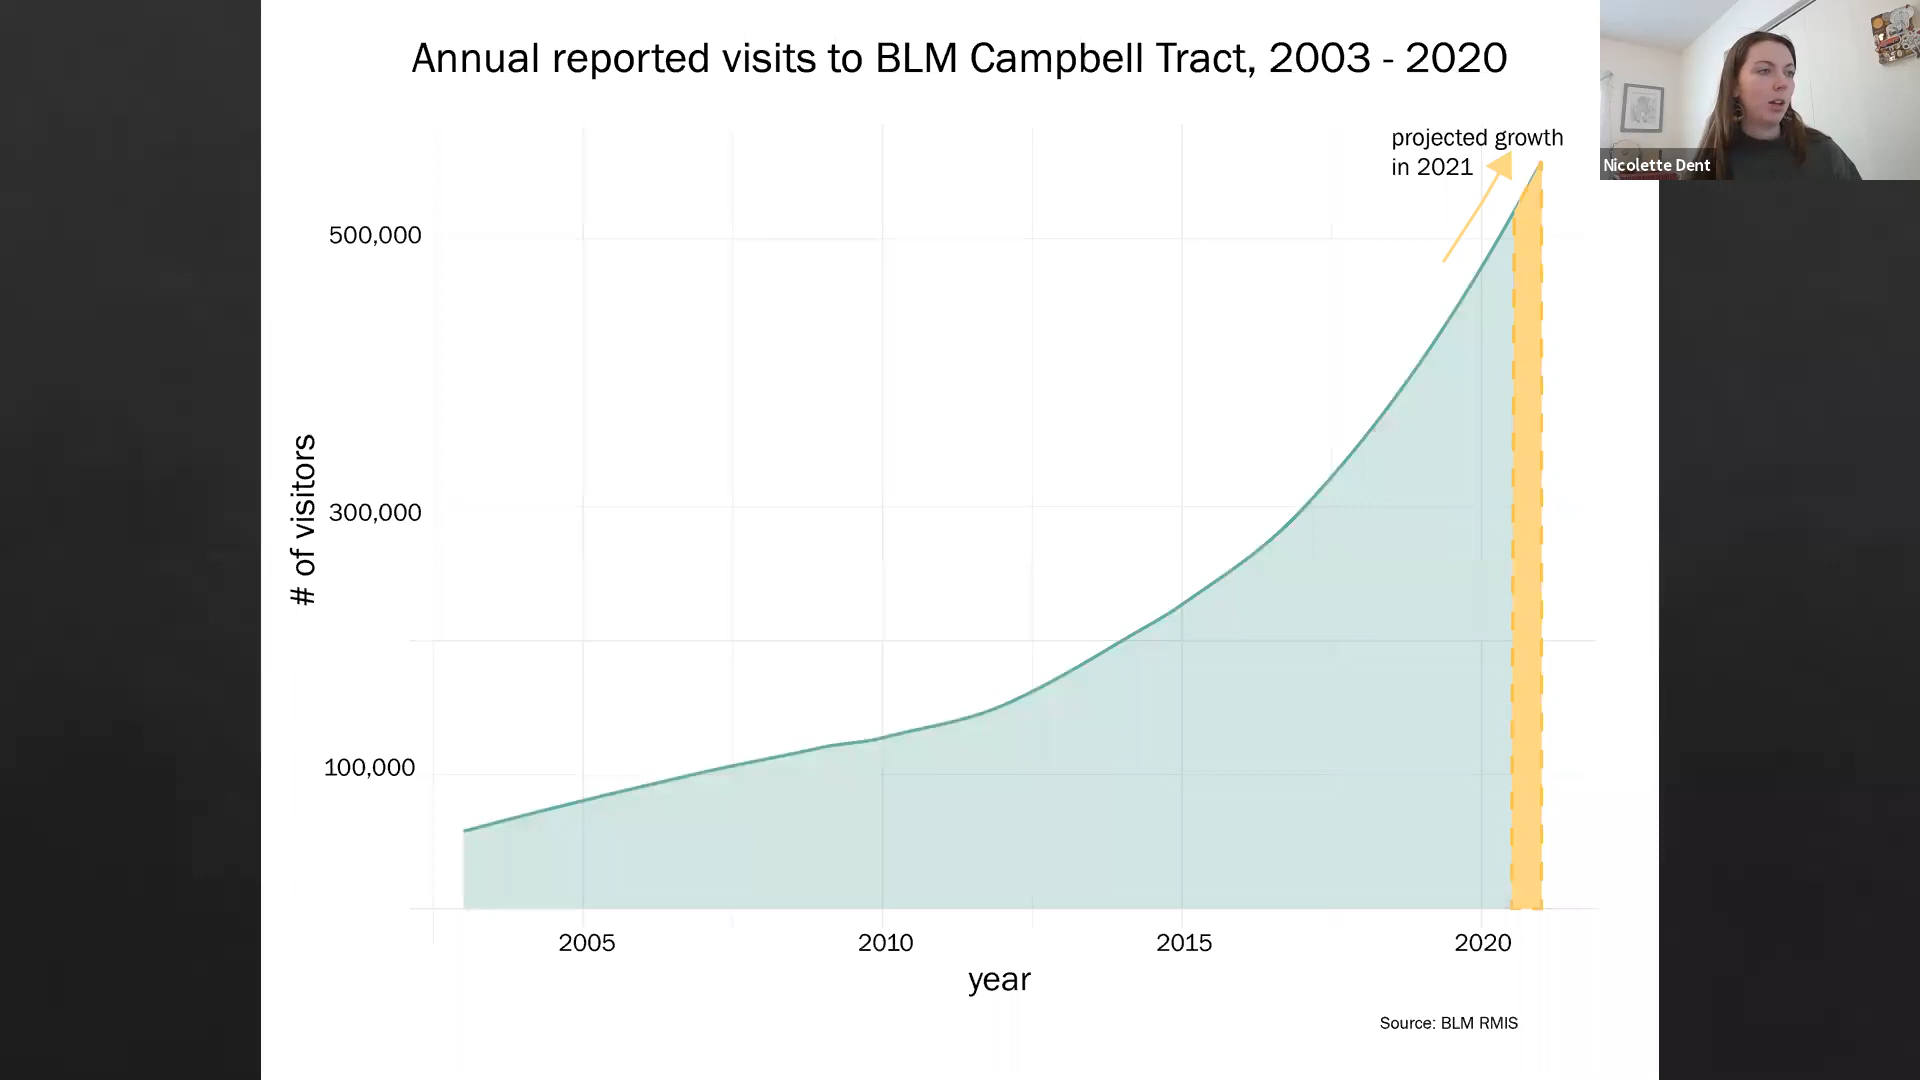 Annual reported visits to BLM Campbell Tract, 2003 - 2020
projected growth
in 2021
Nicolette Dent
500,000
300,000
100,000
# of visitors
2005
2010
2015
2020
year
Source: BLM RMIS